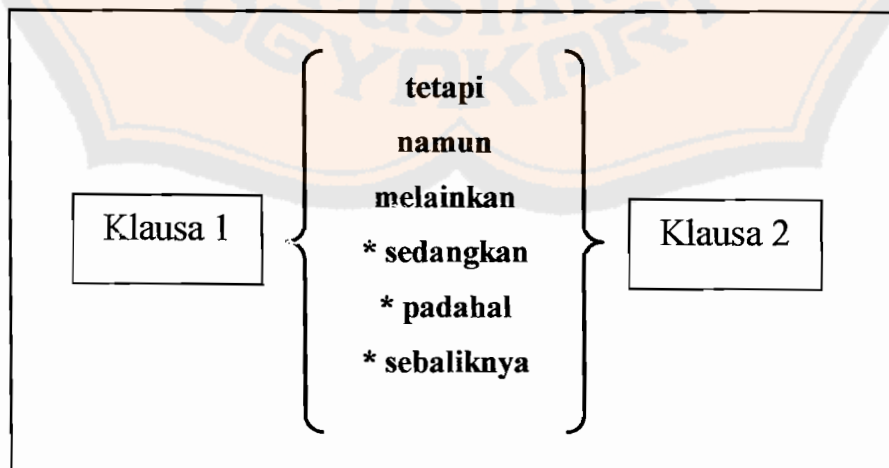 tetapi
namun
melainkan
Klausa 1
Klausa 2
* sedangkan
* padahal
* sebaliknya